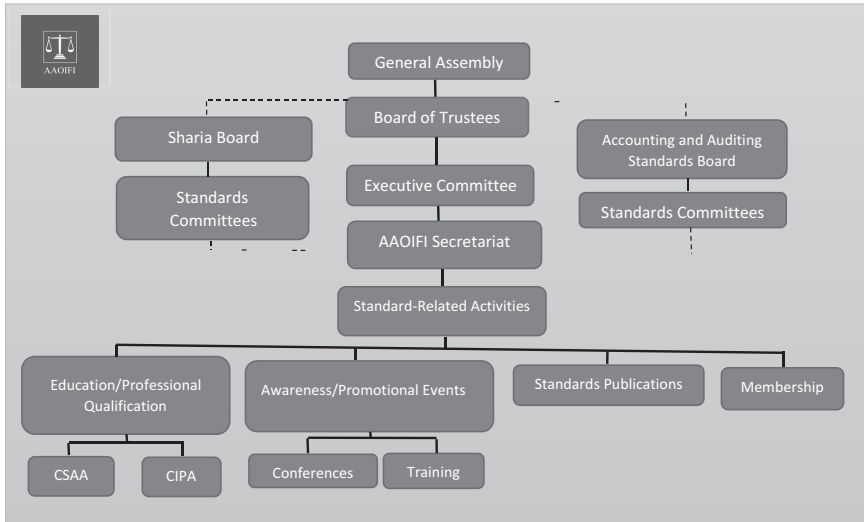 AAOIFI
General Assembly
Board of Trustees
Sharia Board
Accounting and Auditing
Standards Board
Executive Committee
Standards
Committees
Standards Committees
AAOIFI Secretariat
Standard-Related Activities
Education/Professional
Qualification
Awareness/Promotional Events
Standards Publications
Membership
CSAA
CIPA
Conferences
Training